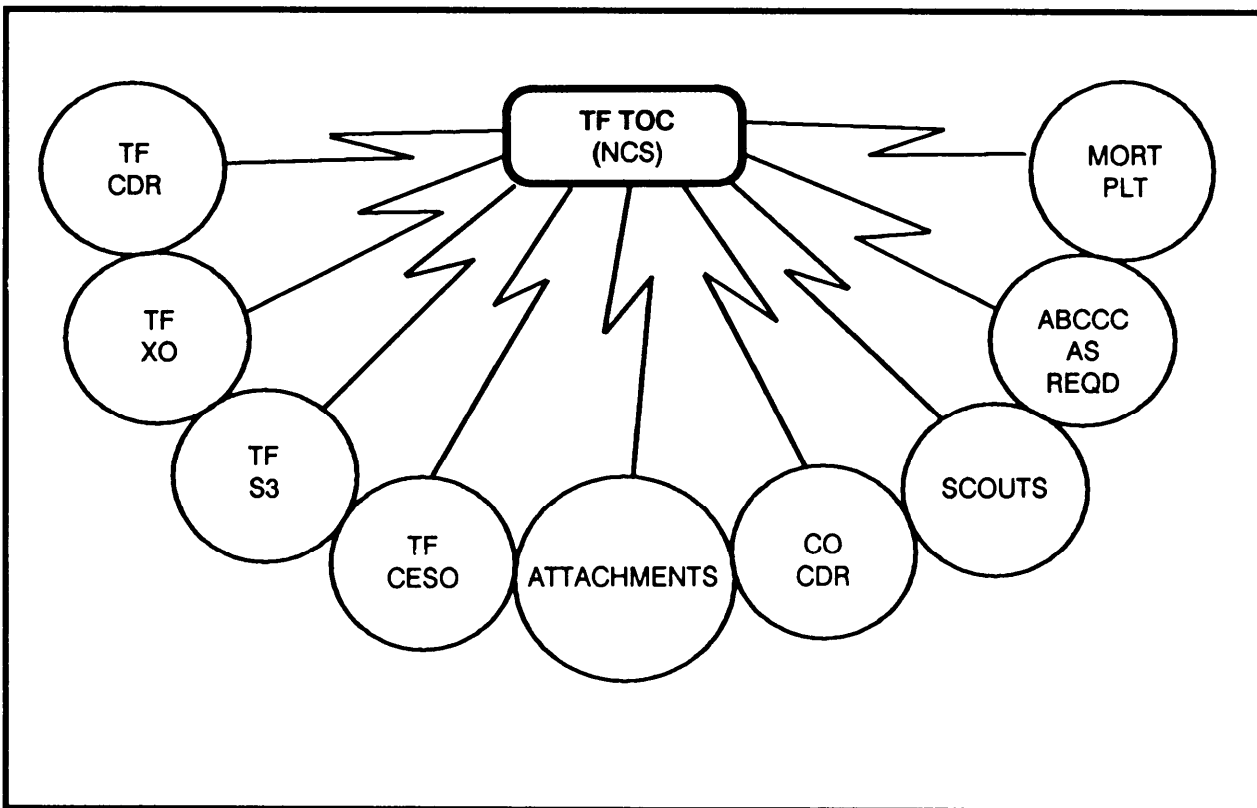 TF TOC
(NCS)
TF
CDR
TF
XO
TF
S3
TF
CESO
ATTACHMENTS
CO
CDR
SCOUTS
ABCCC
AS
REQD
MORT
PLT